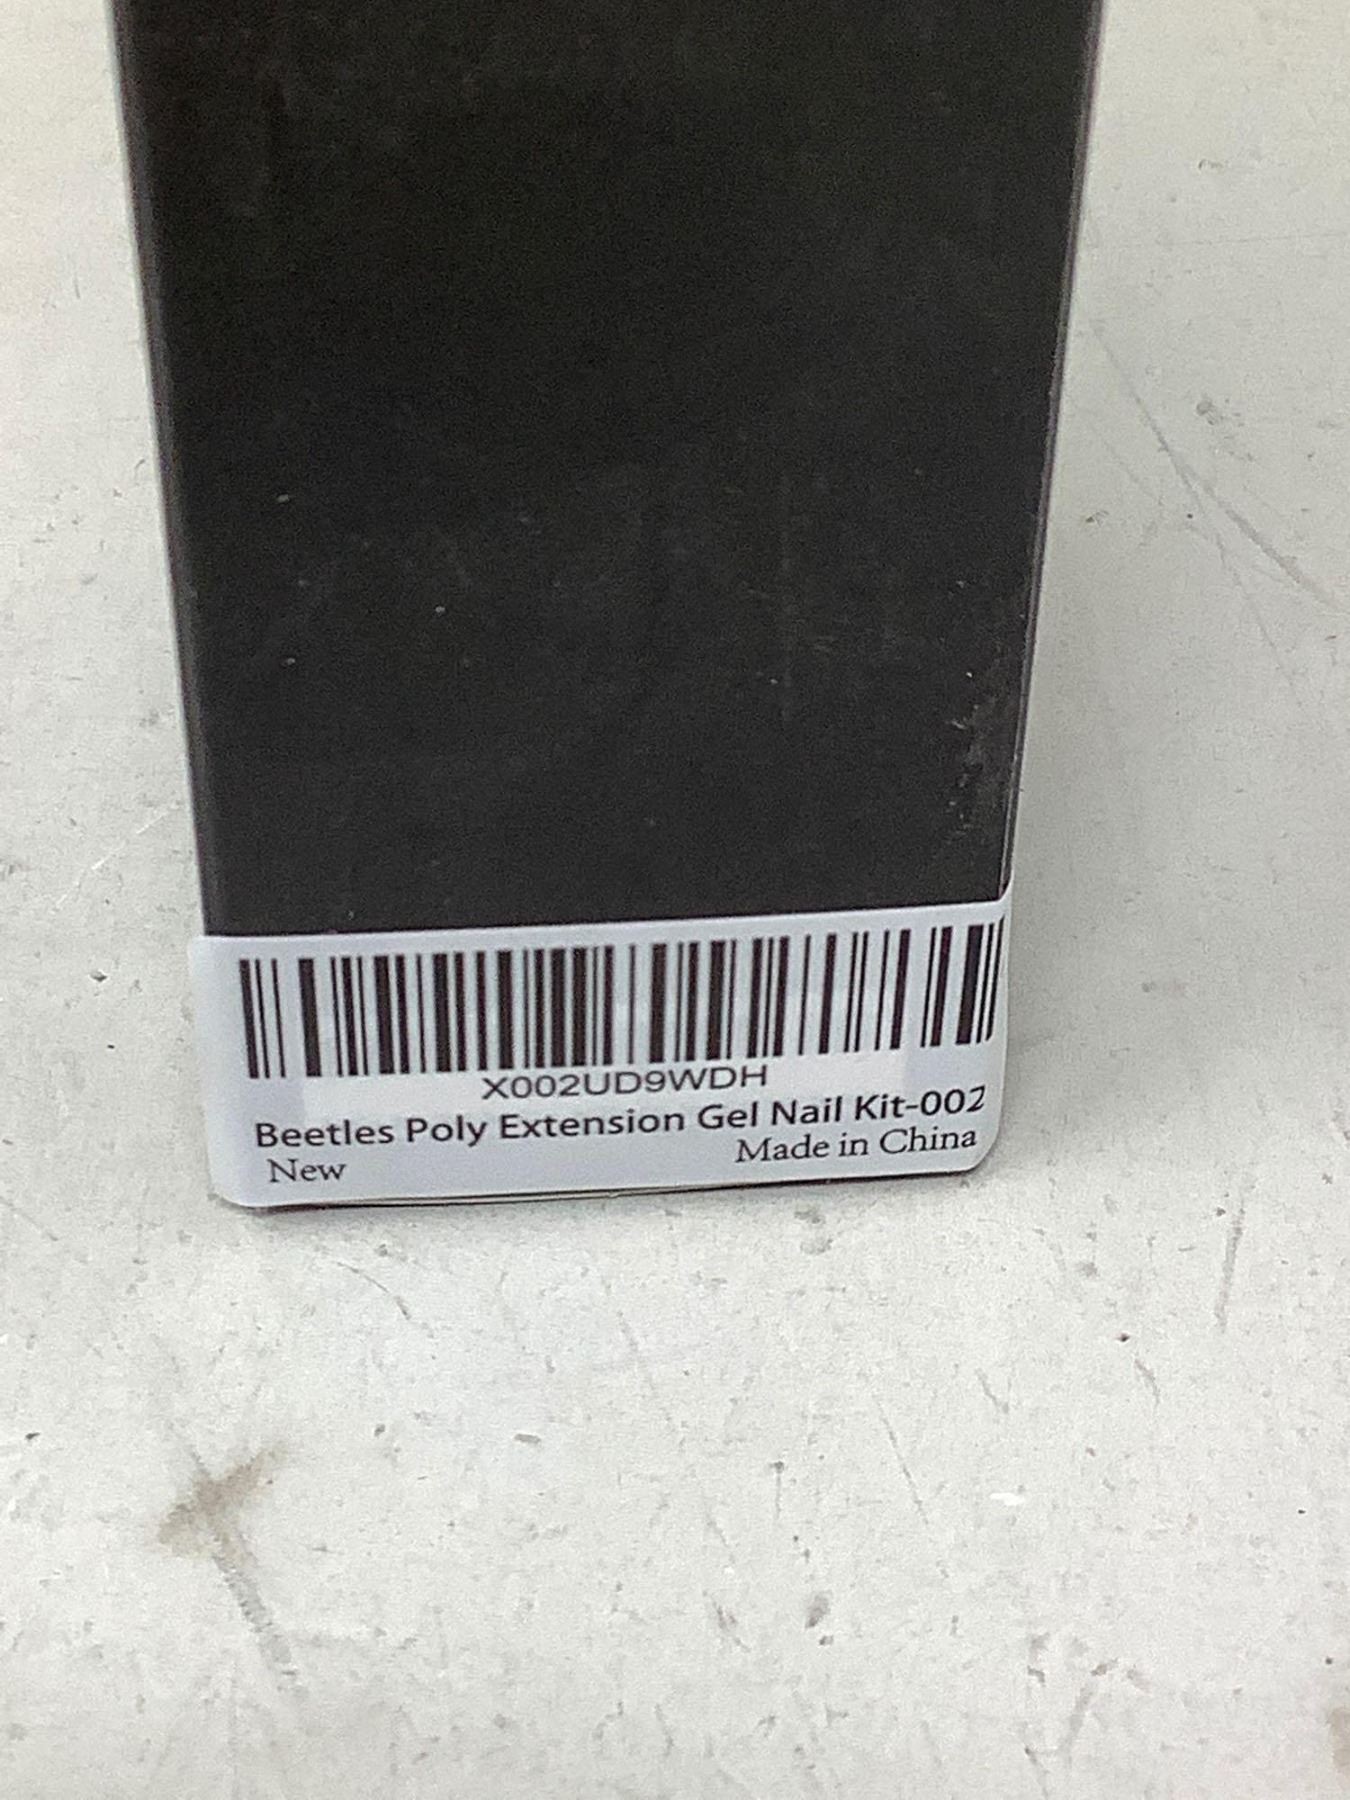 X002UD9WDH
Beetles Poly Extension Gel Nail Kit-002
New
Made in China